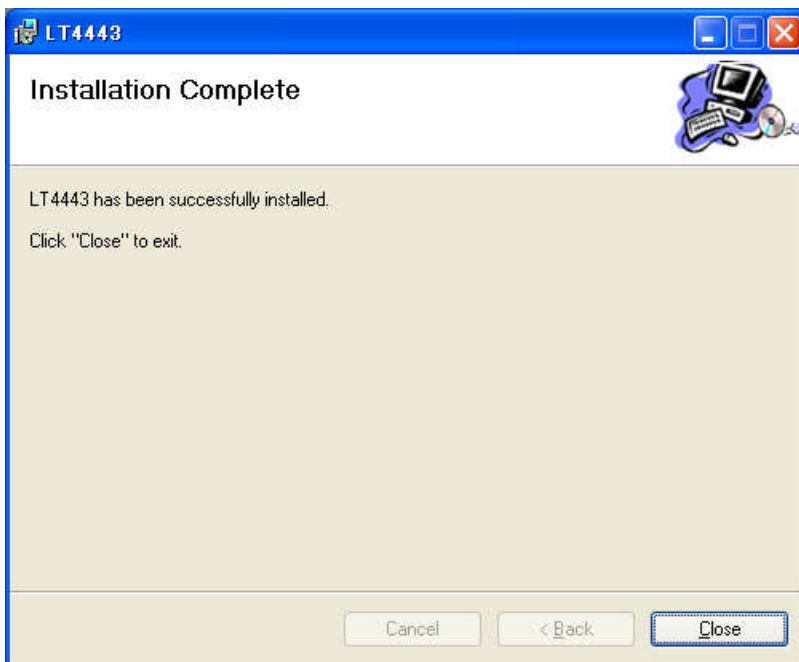 LT4443
Installation Complete
LT4443 has been successfully installed.
Click "Close" to exit.
Cancel
< Back
Close